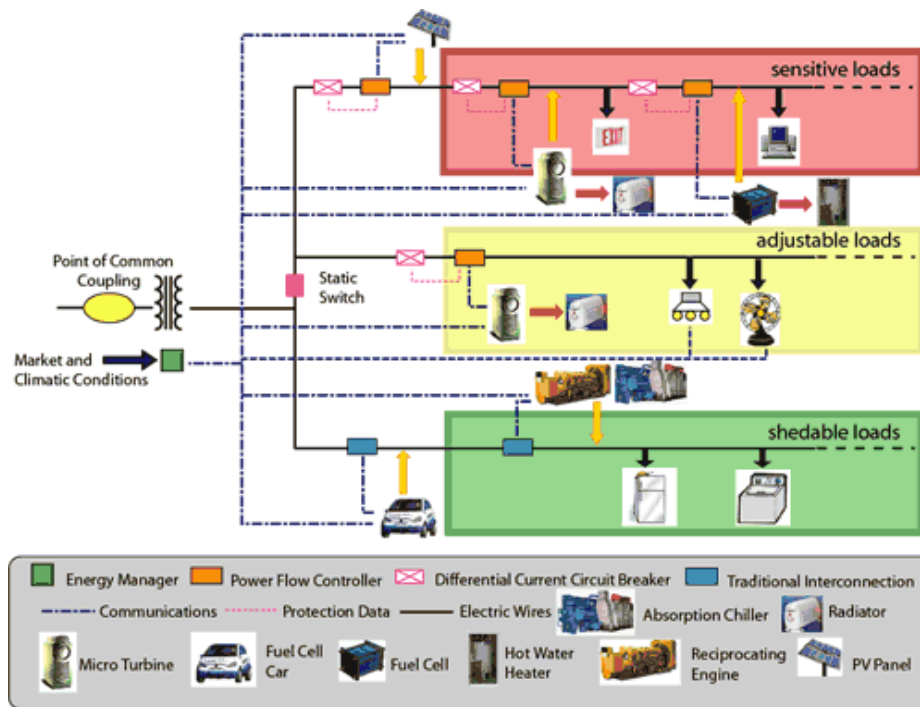 sensitive loads
EXIT
adjustable loads
Point of Common
Coupling
Static
Switch
Market and
Climatic Conditions
shedable loads
Energy Manager
Power Flow Controller
Differential Current Circuit Breaker
Traditional Interconnection
Communications
Protection Data
Electric Wires
Absorption Chiller
Radiator
Micro Turbine
Fuel Cell
Car
Fuel Cell
Hot Water
Heater
Reciprocating
Engine
PV Panel